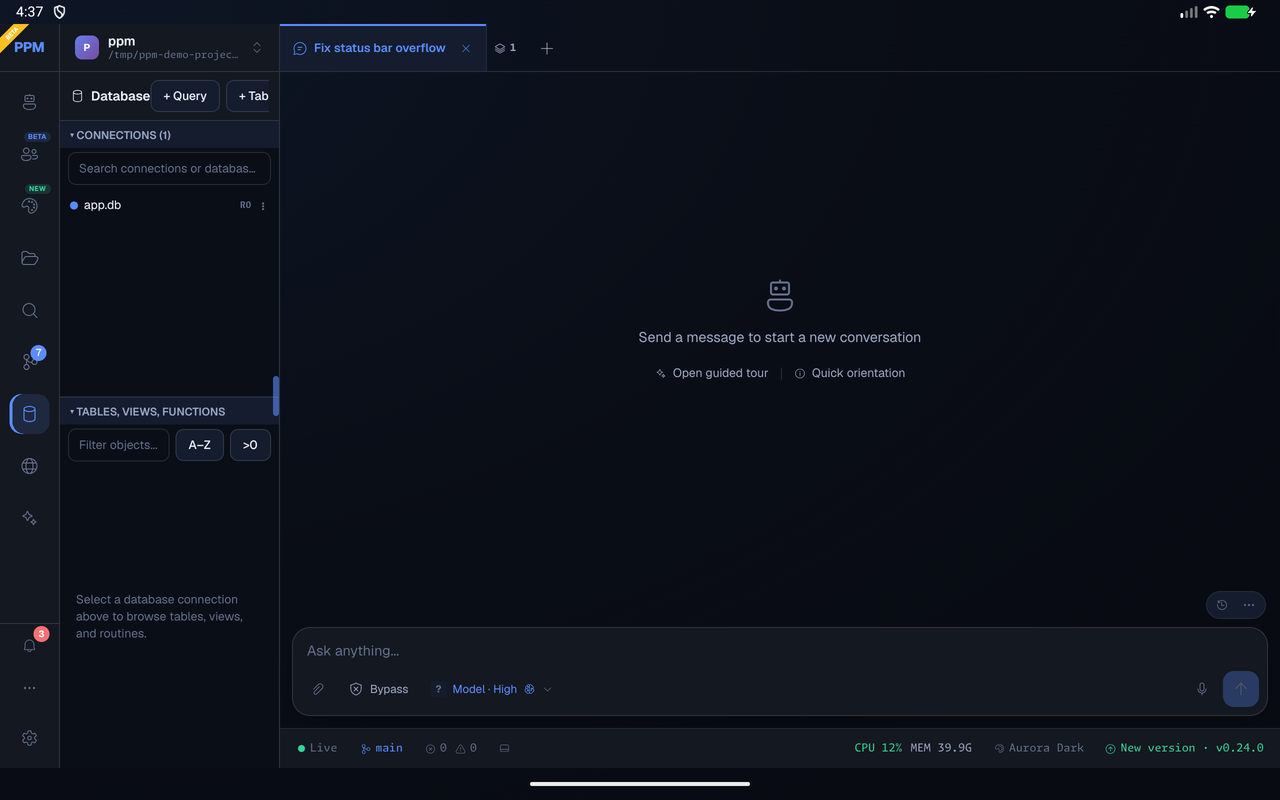 4:37
BETA
PPM
P
ppm
/tmp/ppm-demo-projec…
Fix status bar overflow
1
Database
+ Query
+ Tab
CONNECTIONS (1)
Search connections or databas…
app.db
RO
BETA
NEW
7
TABLES, VIEWS, FUNCTIONS
Filter objects…
A–Z
>0
Select a database connection
above to browse tables, views,
and routines.
3
Send a message to start a new conversation
Open guided tour
Quick orientation
Ask anything…
Bypass
? Model · High
Live
main
0
0
CPU 12% MEM 39.9G
Aurora Dark
New version · v0.24.0